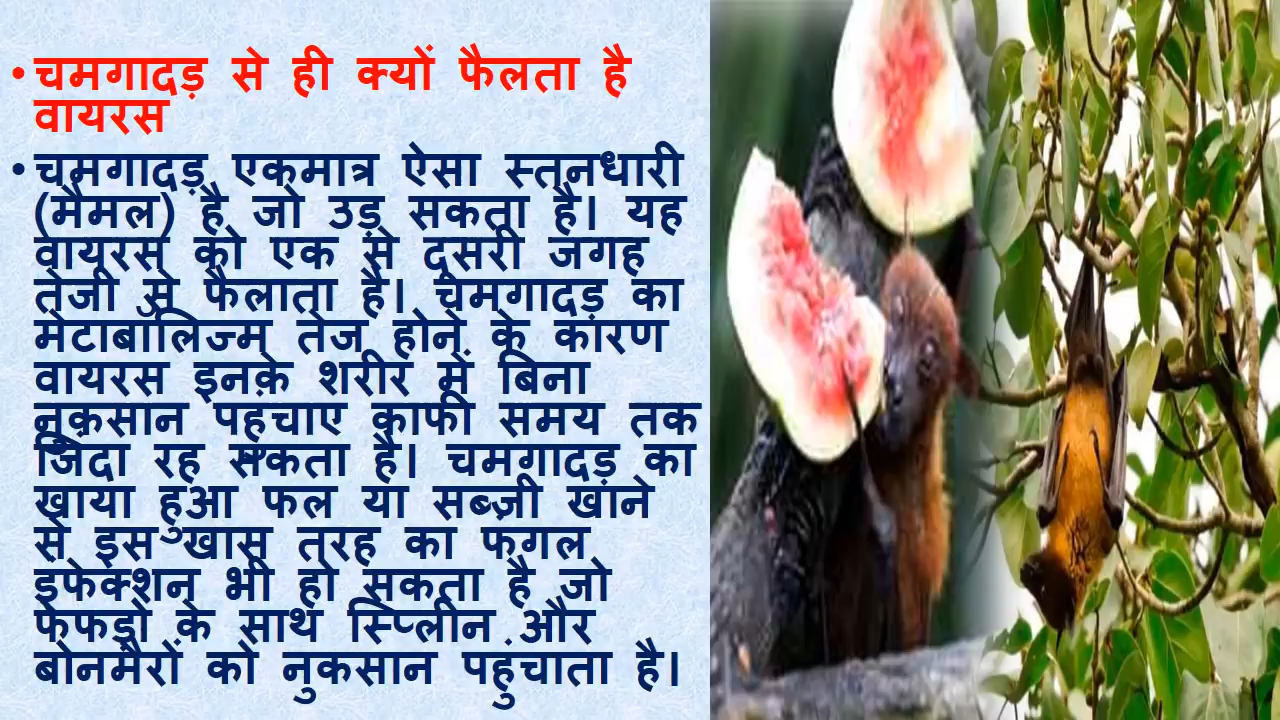 •चमगादड़ से ही क्यों फैलता है
वायरस
•चमगादड़ एकमात्र ऐसा स्तनधारी
(मैमल) है जो उड़ सकता है। यह
वायरस को एक से दूसरी जगह
तेजी से फैलाता है। चमगादड़ का
मेटाबॉलिज्म तेज होने के कारण
वायरस इनके शरीर में बिना
नुकसान पहुंचाए काफी समय तक
जिंदा रह सकता है। चमगादड़ का
खाया हुआ फल या सब्ज़ी खाने
से इस खास तरह का फंगल
इंफेक्शन भी हो सकता है जो
फेफड़ों के साथ स्प्लीन और
बोनमैरों को नुकसान पहुंचाता है।